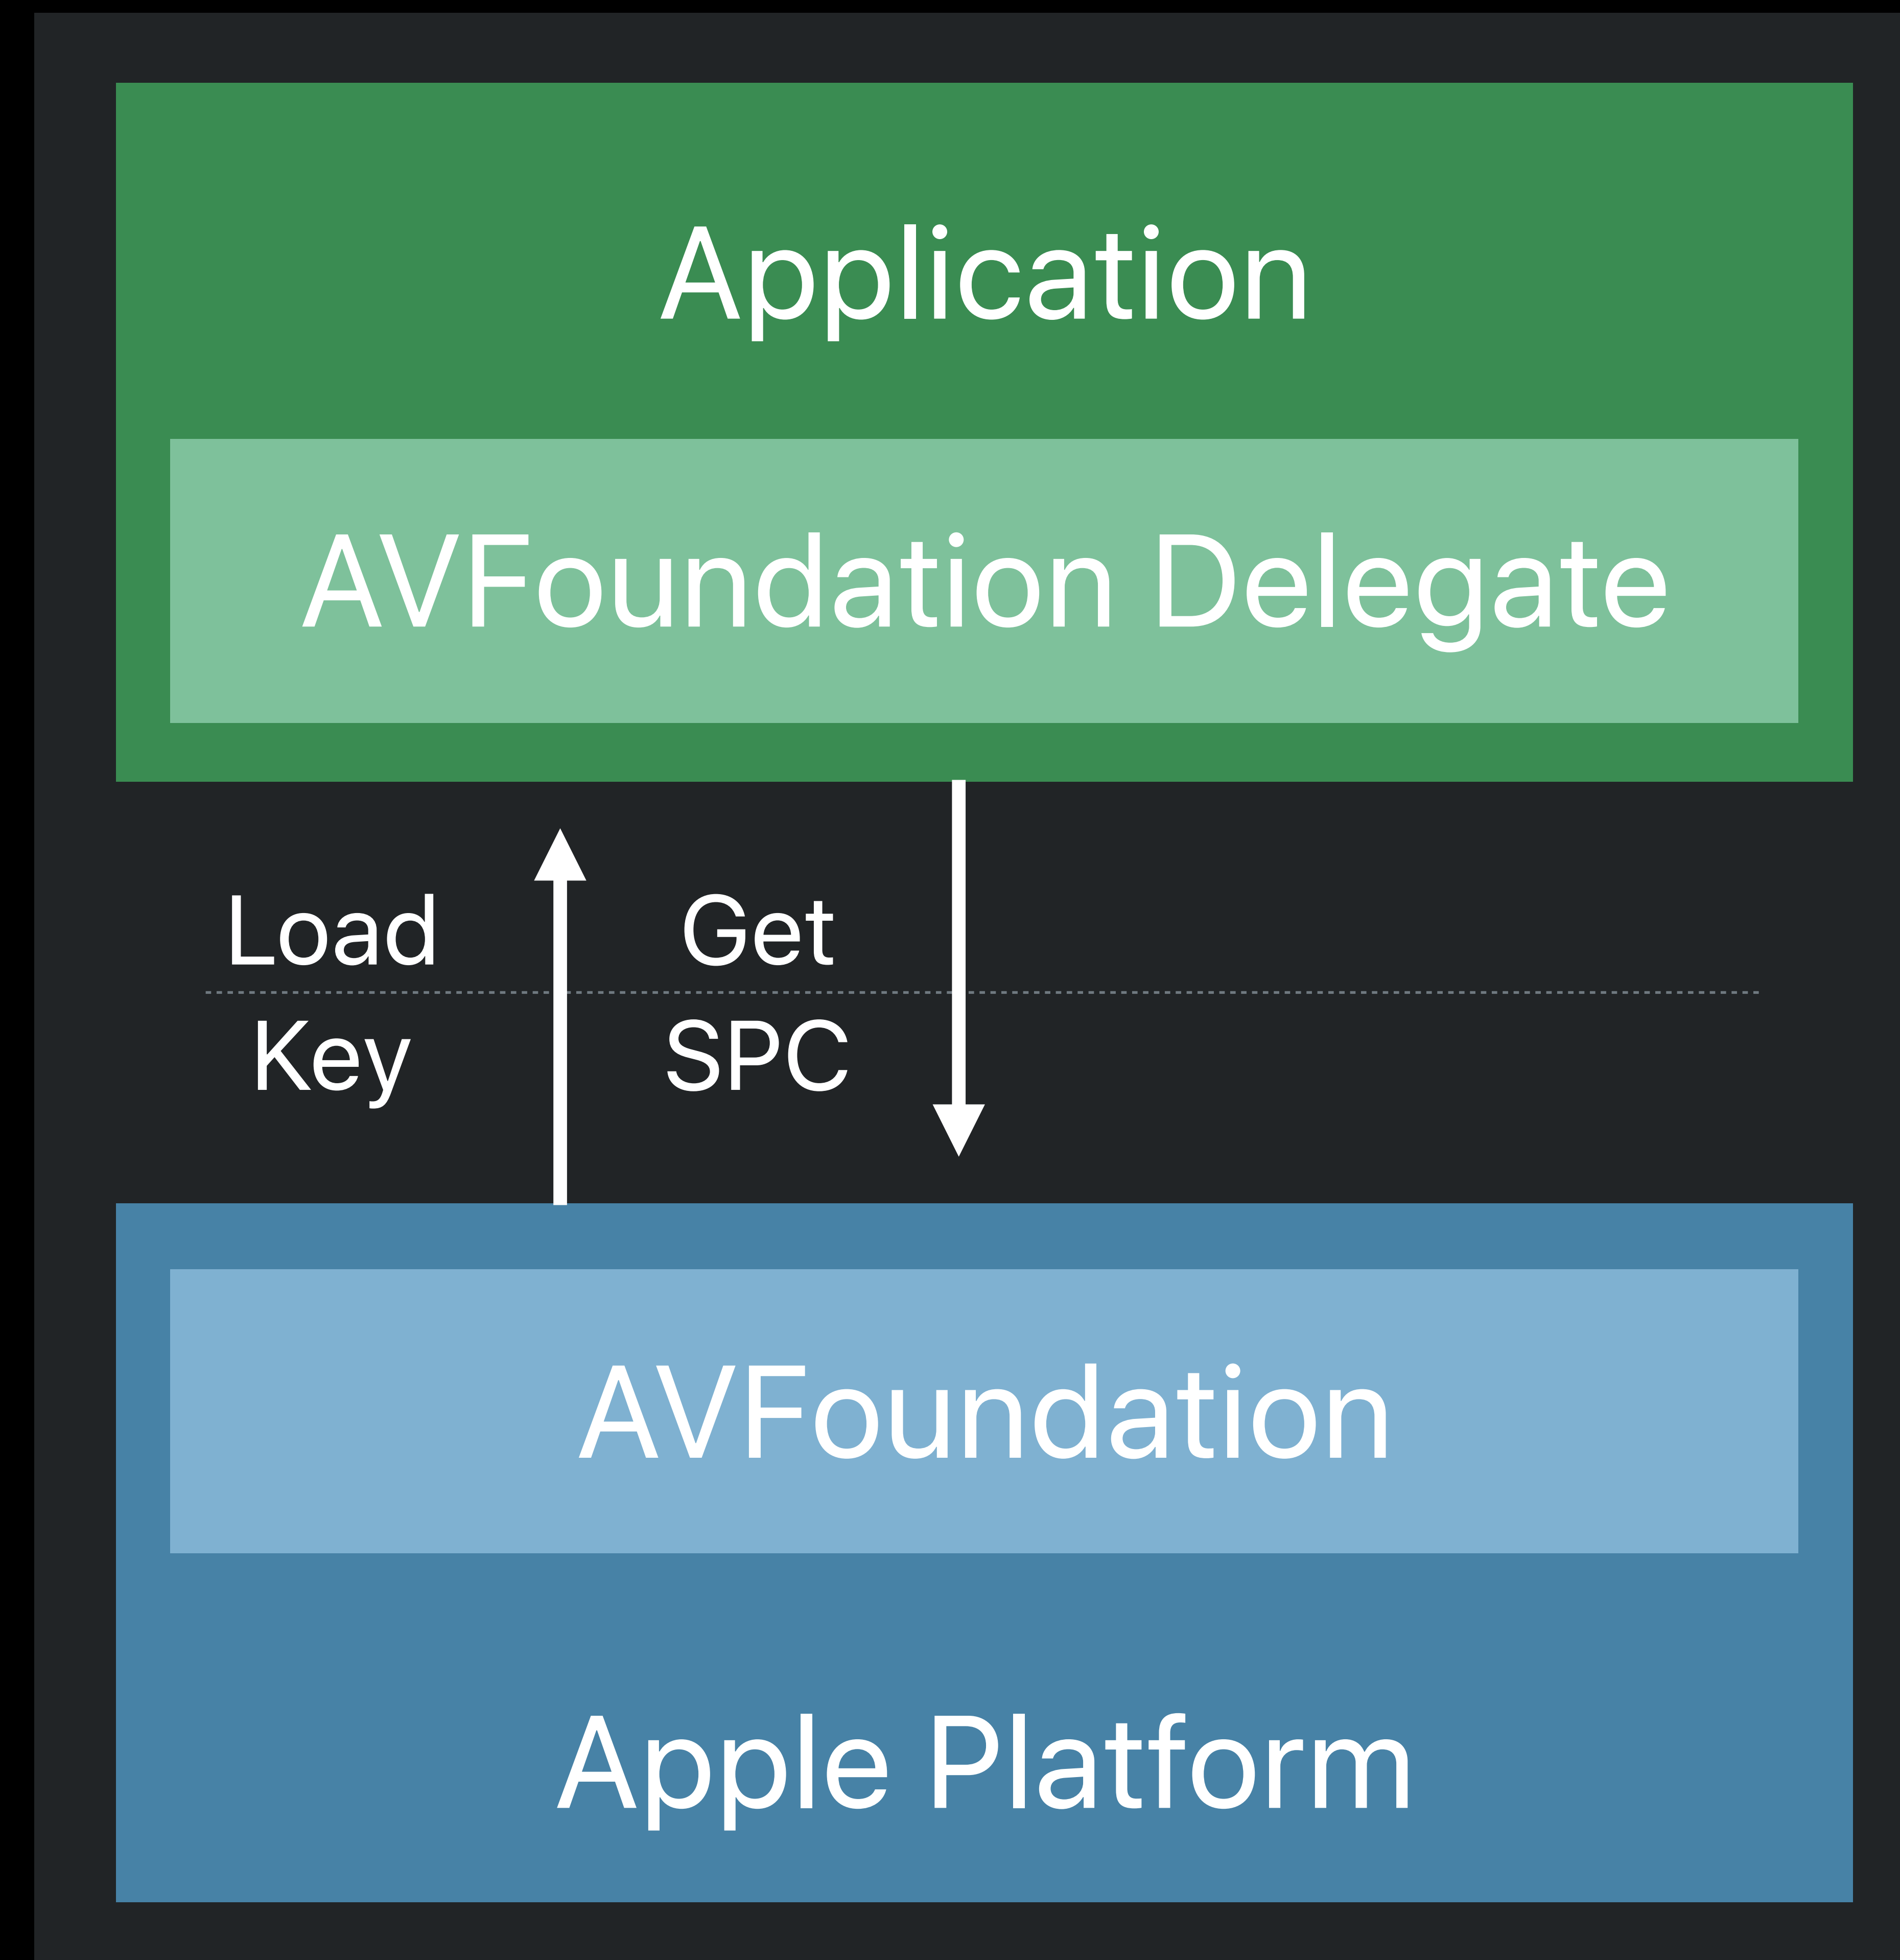 Application
AVFoundation Delegate
Load
Key
Get
SPC
AVFoundation
Apple Platform